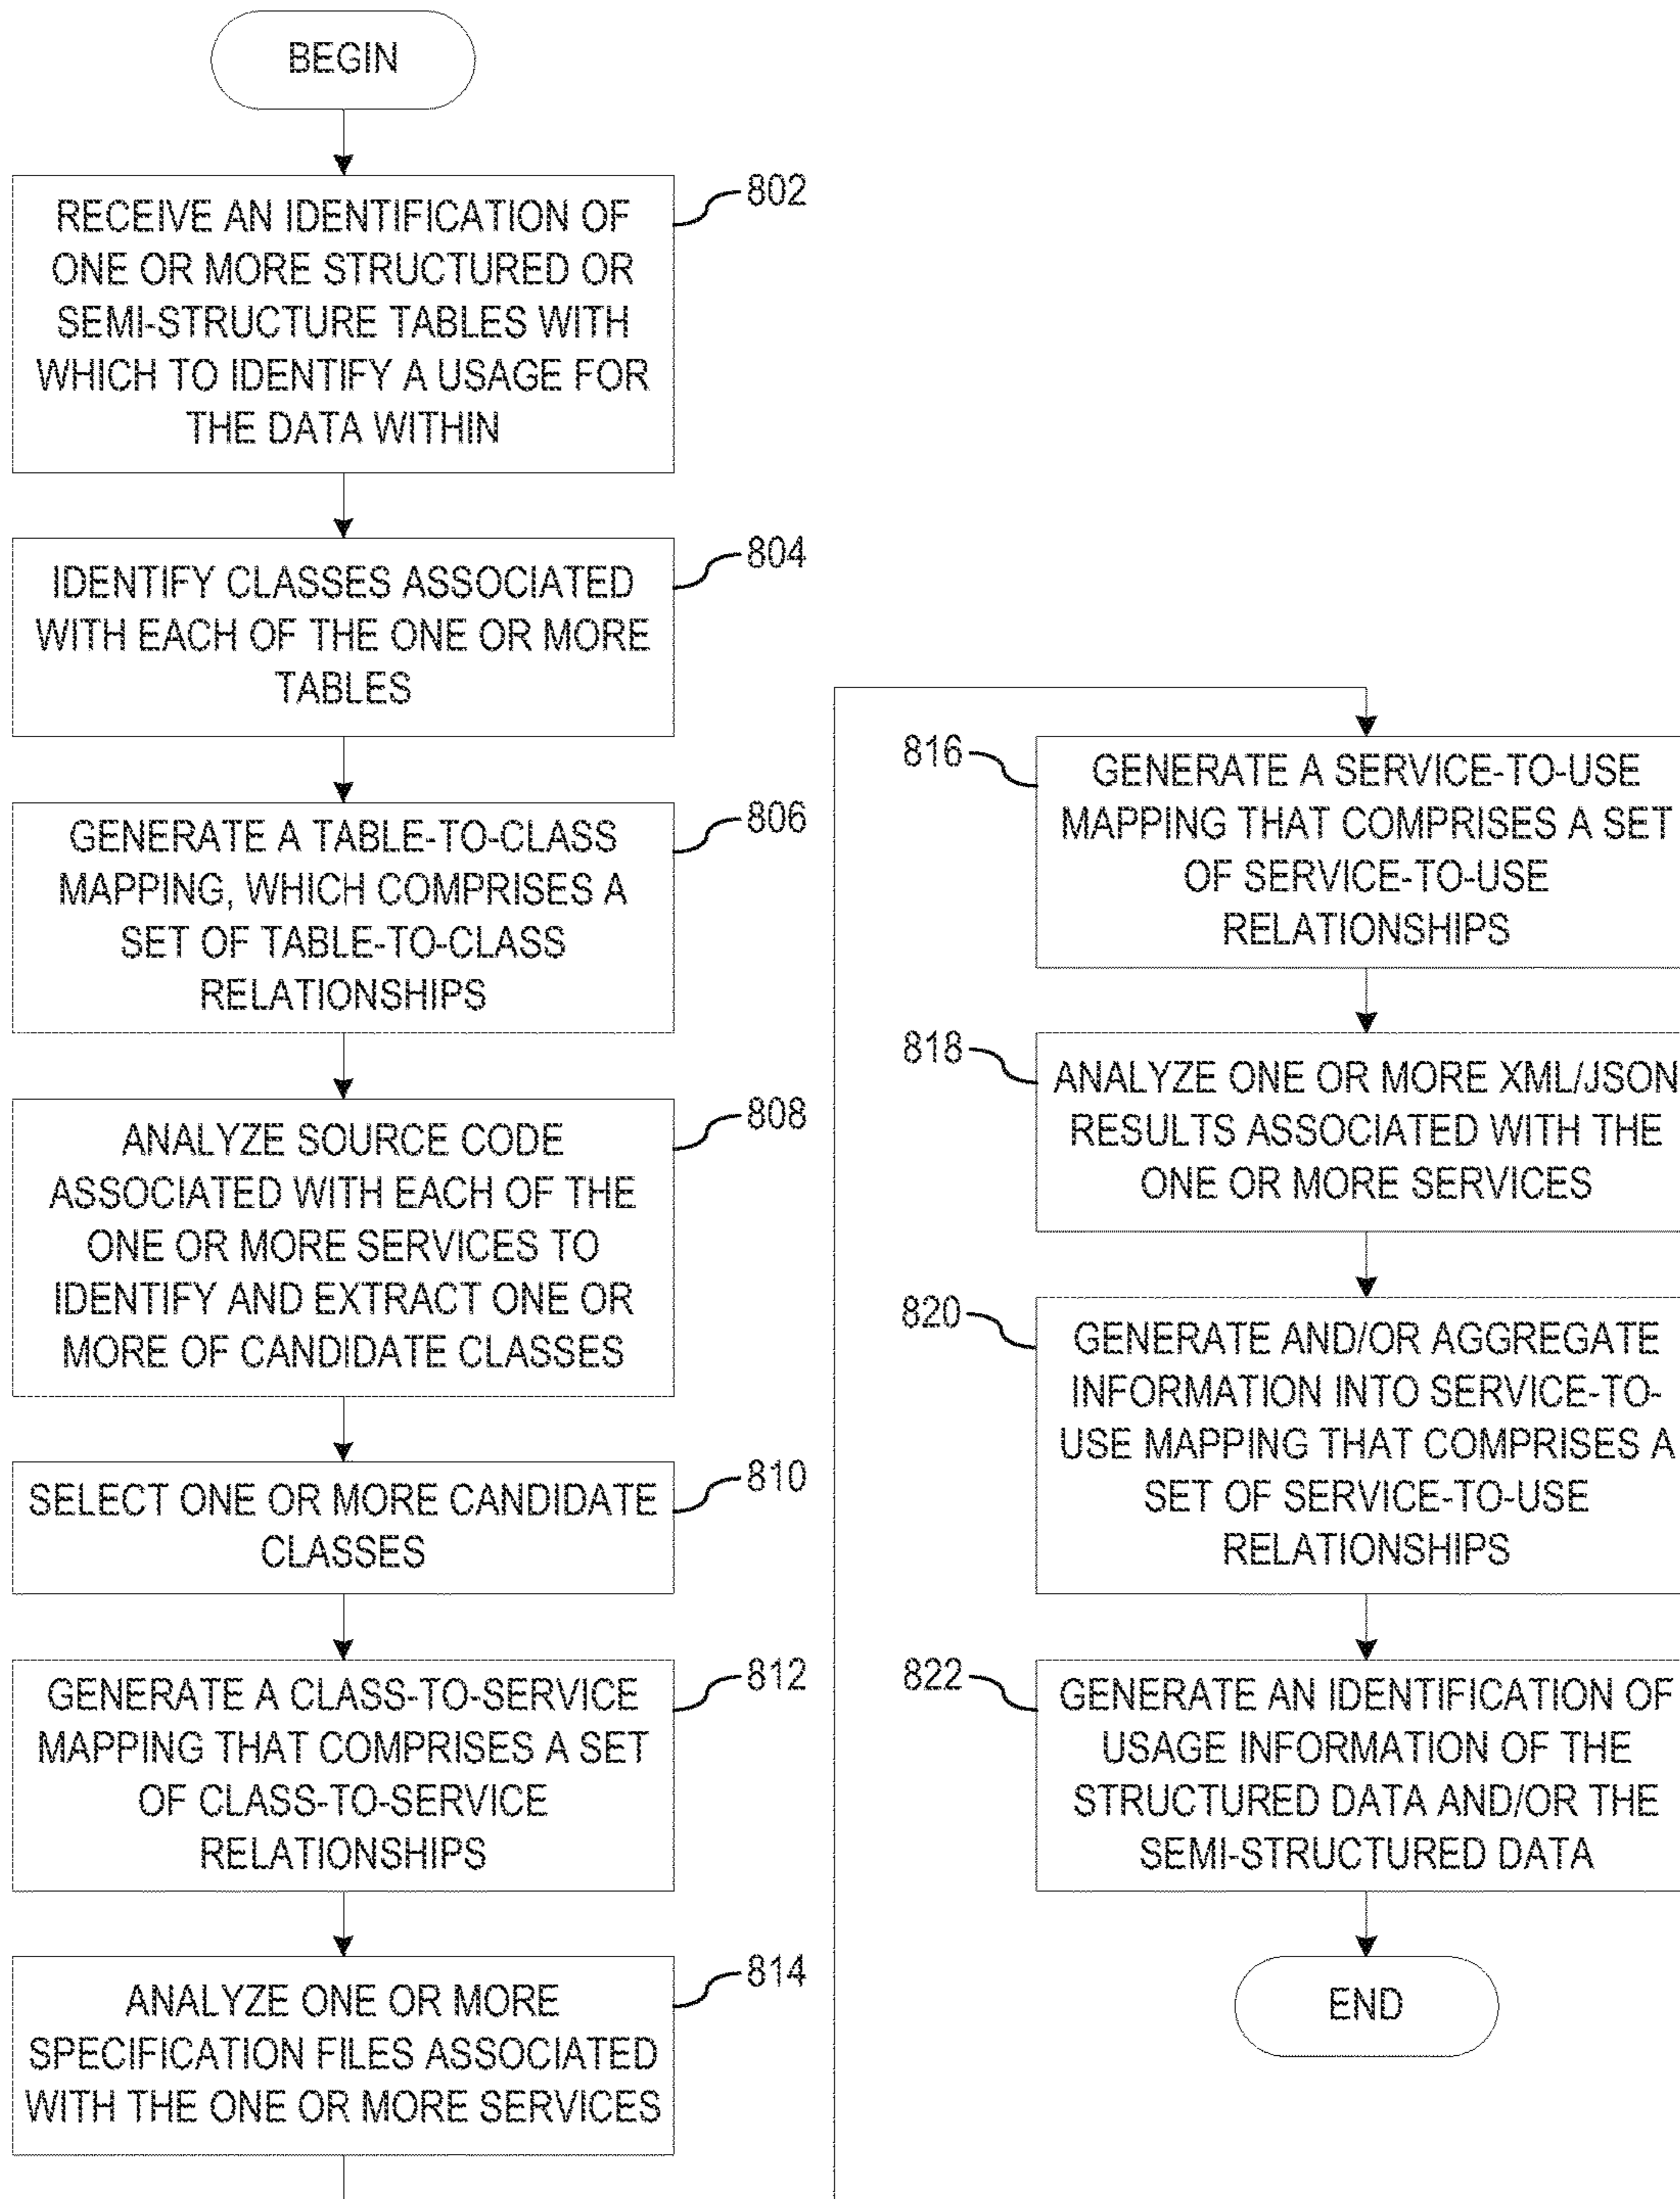 BEGIN
802
RECEIVE AN IDENTIFICATION OF
ONE OR MORE STRUCTURED OR
SEMI-STRUCTURE TABLES WITH
WHICH TO IDENTIFY A USAGE FOR
THE DATA WITHIN
804
IDENTIFY CLASSES ASSOCIATED
WITH EACH OF THE ONE OR MORE
TABLES
806
GENERATE A TABLE-TO-CLASS
MAPPING, WHICH COMPRISES A
SET OF TABLE-TO-CLASS
RELATIONSHIPS
808
ANALYZE SOURCE CODE
ASSOCIATED WITH EACH OF THE
ONE OR MORE SERVICES TO
IDENTIFY AND EXTRACT ONE OR
MORE OF CANDIDATE CLASSES
810
SELECT ONE OR MORE CANDIDATE
CLASSES
812
GENERATE A CLASS-TO-SERVICE
MAPPING THAT COMPRISES A SET
OF CLASS-TO-SERVICE
RELATIONSHIPS
814
ANALYZE ONE OR MORE
SPECIFICATION FILES ASSOCIATED
WITH THE ONE OR MORE SERVICES
816
GENERATE A SERVICE-TO-USE
MAPPING THAT COMPRISES A SET
OF SERVICE-TO-USE
RELATIONSHIPS
818
ANALYZE ONE OR MORE XML/JSON
RESULTS ASSOCIATED WITH THE
ONE OR MORE SERVICES
820
GENERATE AND/OR AGGREGATE
INFORMATION INTO SERVICE-TO-
USE MAPPING THAT COMPRISES A
SET OF SERVICE-TO-USE
RELATIONSHIPS
822
GENERATE AN IDENTIFICATION OF
USAGE INFORMATION OF THE
STRUCTURED DATA AND/OR THE
SEMI-STRUCTURED DATA
END